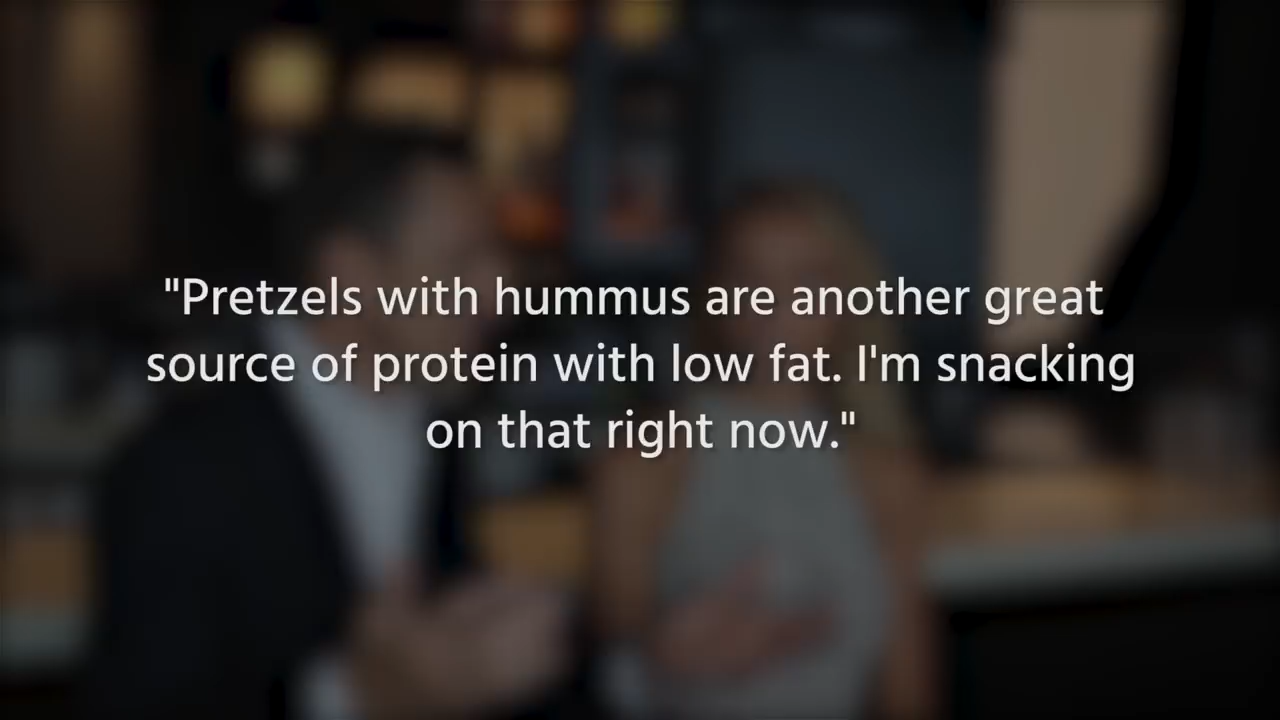 "Pretzels with hummus are another great
source of protein with low fat. I'm snacking
on that right now."